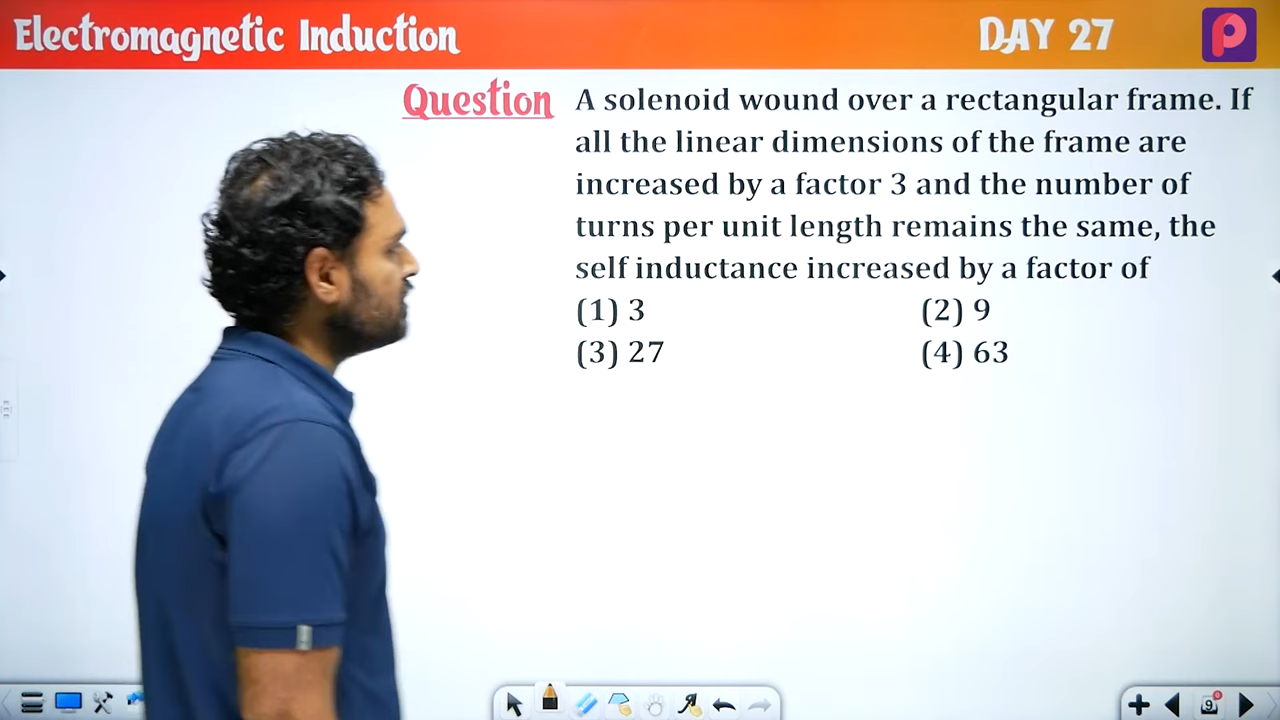 Electromagnetic Induction
DAY 27
Question
A solenoid wound over a rectangular frame. If
all the linear dimensions of the frame are
increased by a factor 3 and the number of
turns per unit length remains the same, the
self inductance increased by a factor of
(1) 3
(2) 9
(3) 27
(4) 63